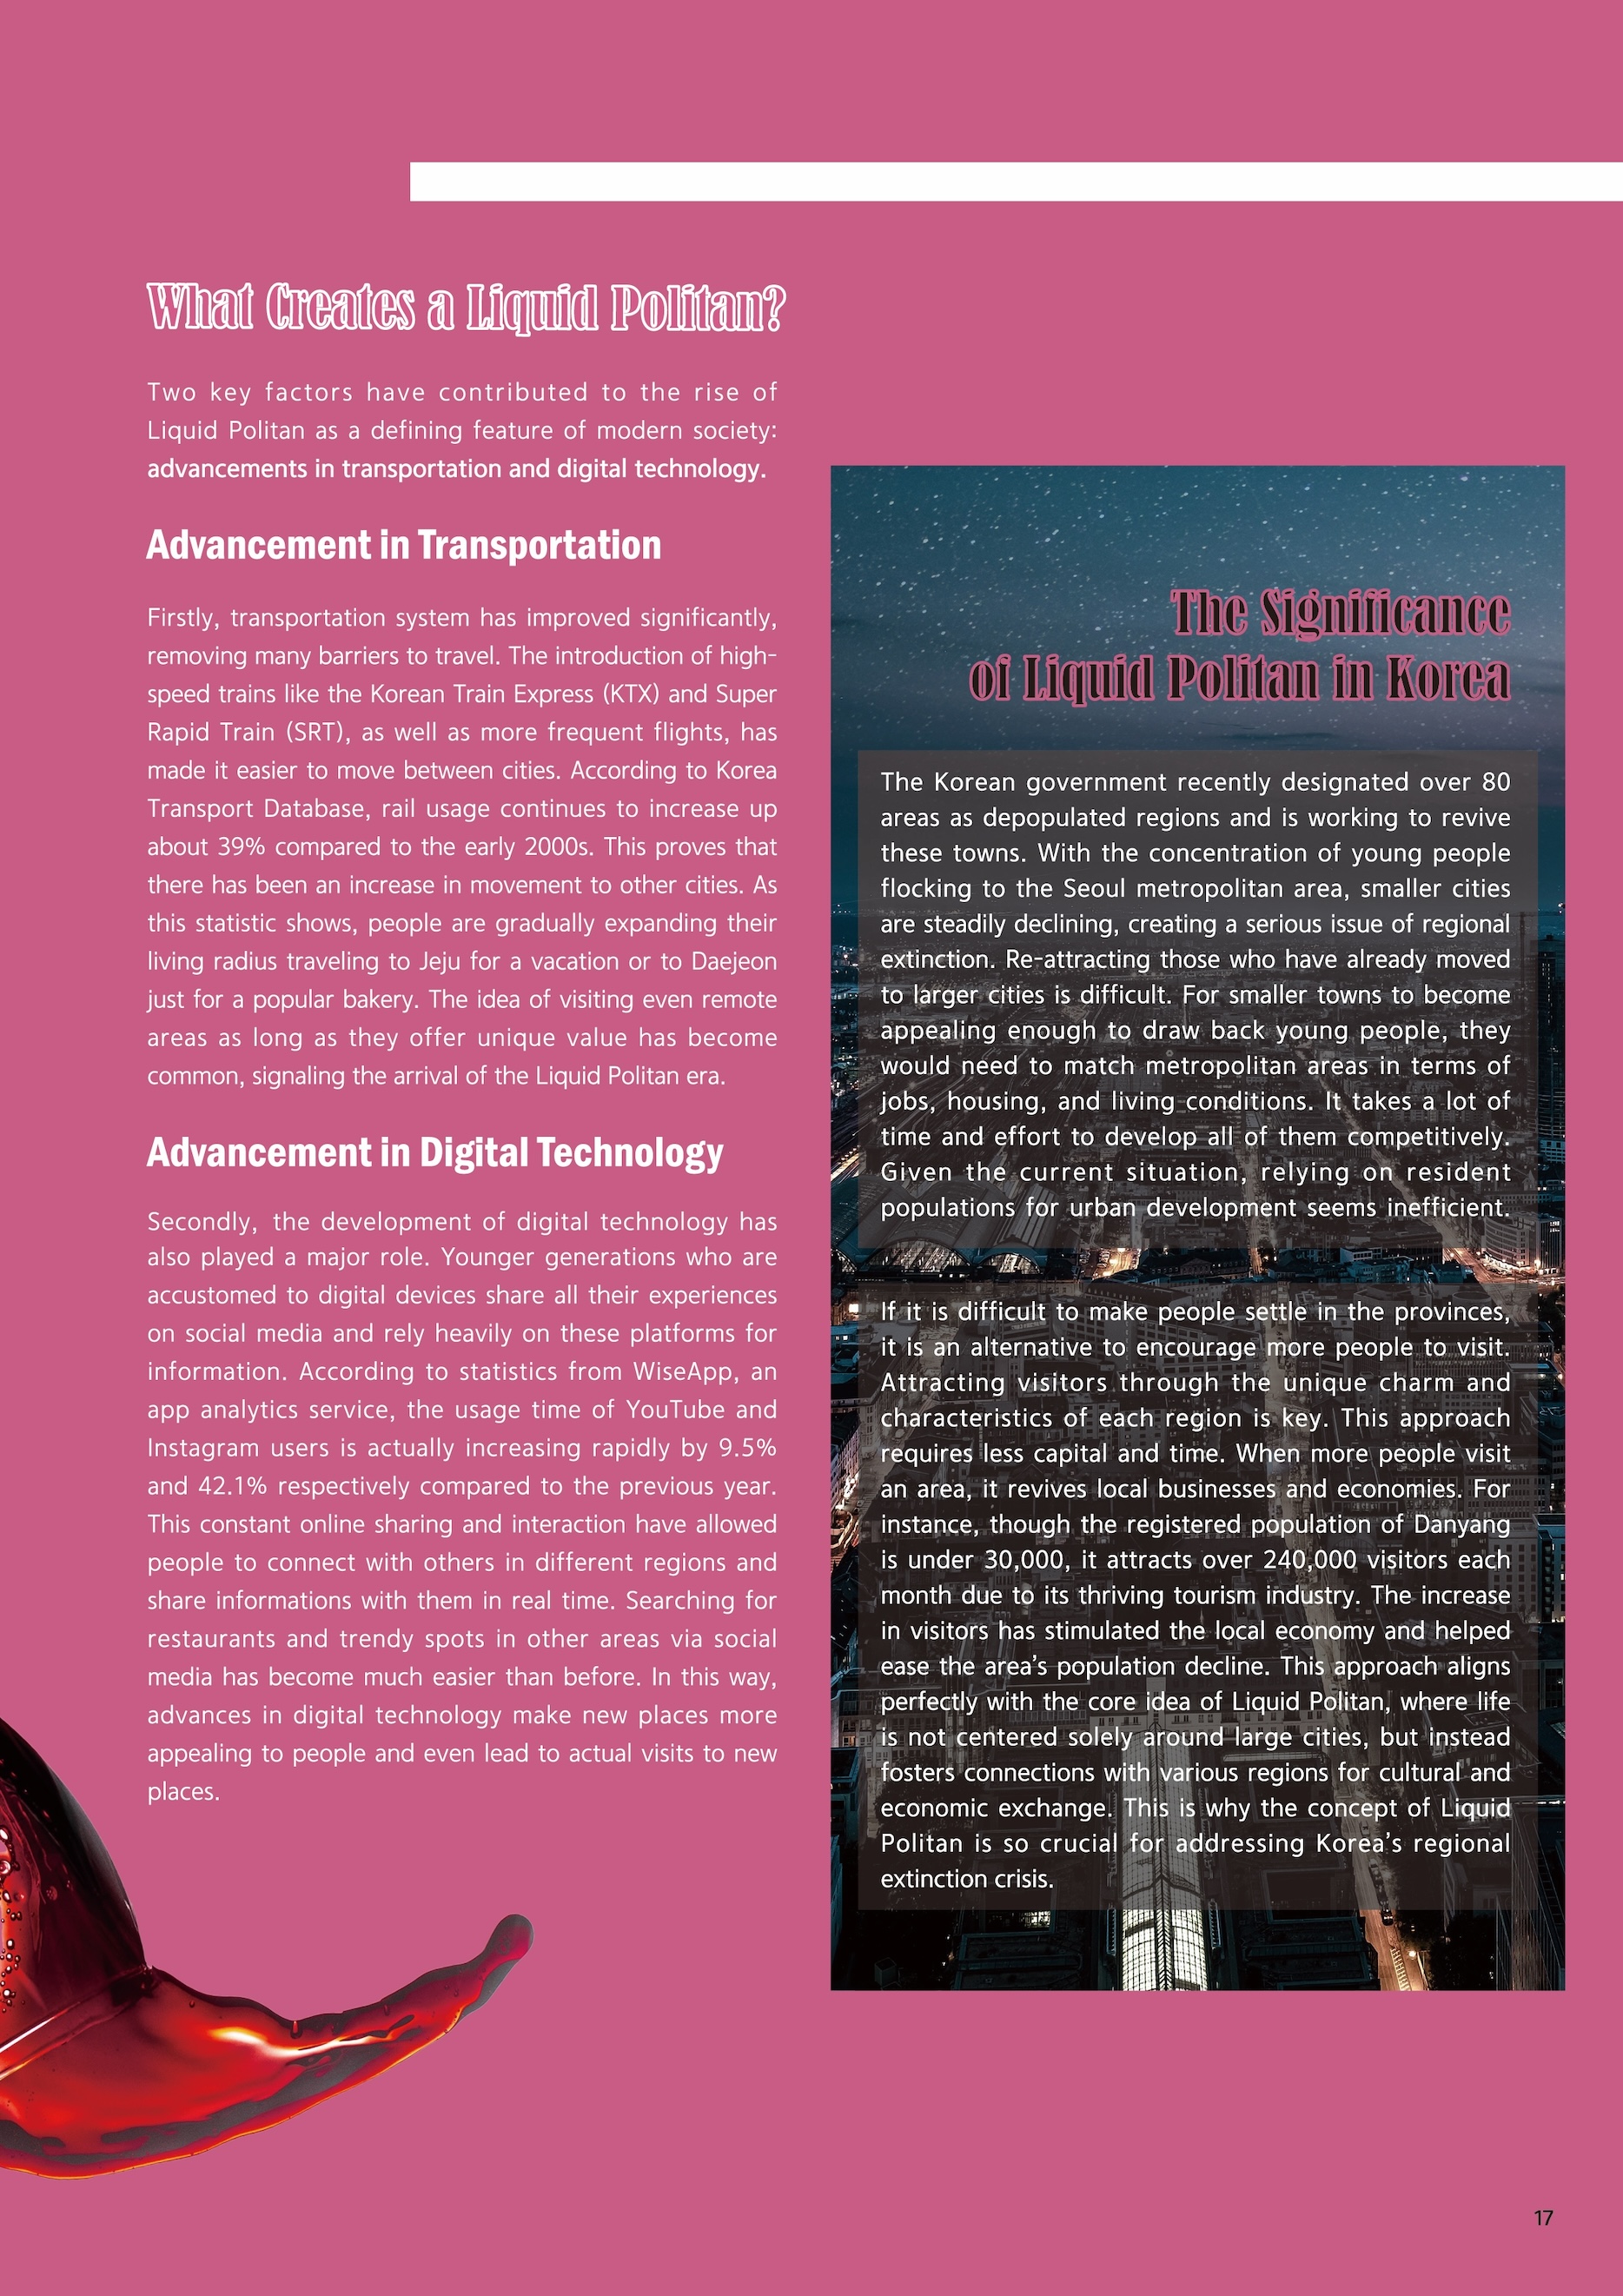 What Creates a Liquid Politan?
Two key factors have contributed to the rise of
Liquid Politan as a defining feature of modern society:
advancements in transportation and digital technology.
Advancement in Transportation
Firstly, transportation system has improved significantly,
removing many barriers to travel. The introduction of high-
speed trains like the Korean Train Express (KTX) and Super
Rapid Train (SRT), as well as more frequent flights, has
made it easier to move between cities. According to Korea
Transport Database, rail usage continues to increase up
about 39% compared to the early 2000s. This proves that
there has been an increase in movement to other cities. As
this statistic shows, people are gradually expanding their
living radius traveling to Jeju for a vacation or to Daejeon
just for a popular bakery. The idea of visiting even remote
areas as long as they offer unique value has become
common, signaling the arrival of the Liquid Politan era.
Advancement in Digital Technology
Secondly, the development of digital technology has
also played a major role. Younger generations who are
accustomed to digital devices share all their experiences
on social media and rely heavily on these platforms for
information. According to statistics from WiseApp, an
app analytics service, the usage time of YouTube and
Instagram users is actually increasing rapidly by 9.5%
and 42.1% respectively compared to the previous year.
This constant online sharing and interaction have allowed
people to connect with others in different regions and
share informations with them in real time. Searching for
restaurants and trendy spots in other areas via social
media has become much easier than before. In this way,
advances in digital technology make new places more
appealing to people and even lead to actual visits to new
places.
The Significance
of Liquid Politan in Korea
The Korean government recently designated over 80
areas as depopulated regions and is working to revive
these towns. With the concentration of young people
flocking to the Seoul metropolitan area, smaller cities
are steadily declining, creating a serious issue of regional
extinction. Re-attracting those who have already moved
to larger cities is difficult. For smaller towns to become
appealing enough to draw back young people, they
would need to match metropolitan areas in terms of
jobs, housing, and living conditions. It takes a lot of
time and effort to develop all of them competitively.
Given the current situation, relying on resident
populations for urban development seems inefficient.
If it is difficult to make people settle in the provinces,
it is an alternative to encourage more people to visit.
Attracting visitors through the unique charm and
characteristics of each region is key. This approach
requires less capital and time. When more people visit
an area, it revives local businesses and economies. For
instance, though the registered population of Danyang
is under 30,000, it attracts over 240,000 visitors each
month due to its thriving tourism industry. The increase
in visitors has stimulated the local economy and helped
ease the area's population decline. This approach aligns
perfectly with the core idea of Liquid Politan, where life
is not centered solely around large cities, but instead
fosters connections with various regions for cultural and
economic exchange. This is why the concept of Liquid
Politan is so crucial for addressing Korea's regional
extinction crisis.
17